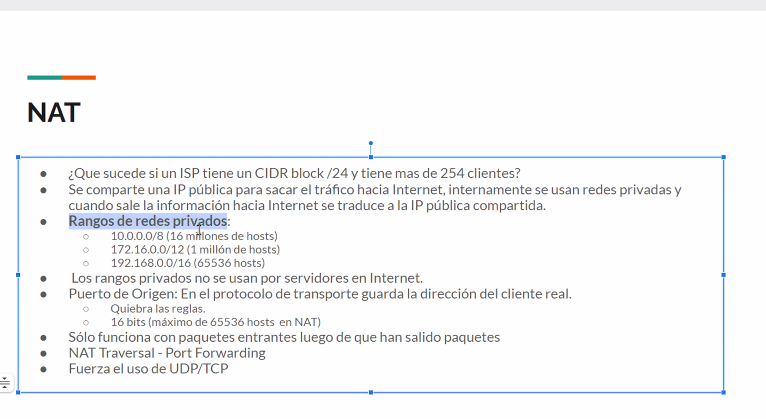 NAT
● ¿Que sucede si un ISP tiene un CIDR block /24 y tiene mas de 254 clientes?
● Se comparte una IP pública para sacar el tráfico hacia Internet, internamente se usan redes privadas y
cuando sale la información hacia Internet se traduce a la IP pública compartida.
● Rangos de redes privados:
○ 10.0.0.0/8 (16 millones de hosts)
○ 172.16.0.0/12 (1 millón de hosts)
○ 192.168.0.0/16 (65536 hosts)
● Los rangos privados no se usan por servidores en Internet.
● Puerto de Origen: En el protocolo de transporte guarda la dirección del cliente real.
○ Quiebra las reglas.
○ 16 bits (máximo de 65536 hosts en NAT)
● Sólo funciona con paquetes entrantes luego de que han salido paquetes
● NAT Traversal - Port Forwarding
● Fuerza el uso de UDP/TCP